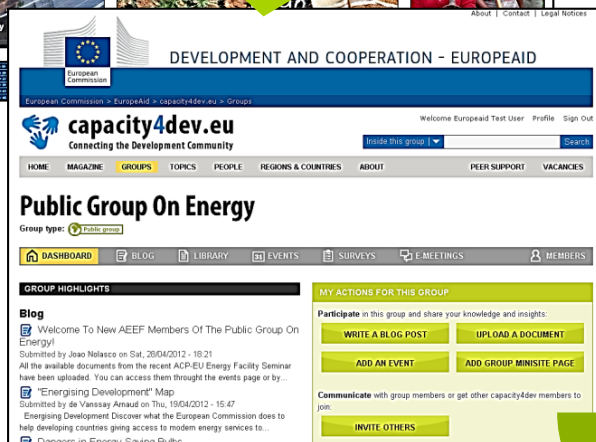 About | Contact | Legal Notices
European
Commission
DEVELOPMENT AND COOPERATION - EUROPEAID
European Commission > EuropeAid > capacity4dev.eu > Groups
capacity4dev.eu
Connecting the Development Community
Welcome Europeaid Test User Profile Sign Out
Inside this group | Search
HOME MAGAZINE GROUPS TOPICS PEOPLE REGIONS & COUNTRIES ABOUT PEER SUPPORT VACANCIES
Public Group On Energy
Group type: Public group
DASHBOARD BLOG LIBRARY 31 EVENTS SURVEYS E-MEETINGS MEMBERS
GROUP HIGHLIGHTS
Blog
Welcome To New AEEF Members Of The Public Group On
Energy!
Submitted by Joao Nolasco on Sat, 28/04/2012 - 18:21
All the available documents from the recent ACP-EU Energy Facility Seminar
have been uploaded. You can access them throught the events page or by...
"Energising Development" Map
Submitted by de Vanssay Arnaud on Thu, 19/04/2012 - 15:47
Energising Development Discover what the European Commission does to
help developing countries giving access to modern energy services to...
Dangers in Energy Saving Bulbs
MY ACTIONS FOR THIS GROUP
Participate in this group and share your knowledge and insights:
WRITE A BLOG POST UPLOAD A DOCUMENT
ADD AN EVENT ADD GROUP MINISITE PAGE
Communicate with group members or get other capacity4dev members to
join:
INVITE OTHERS